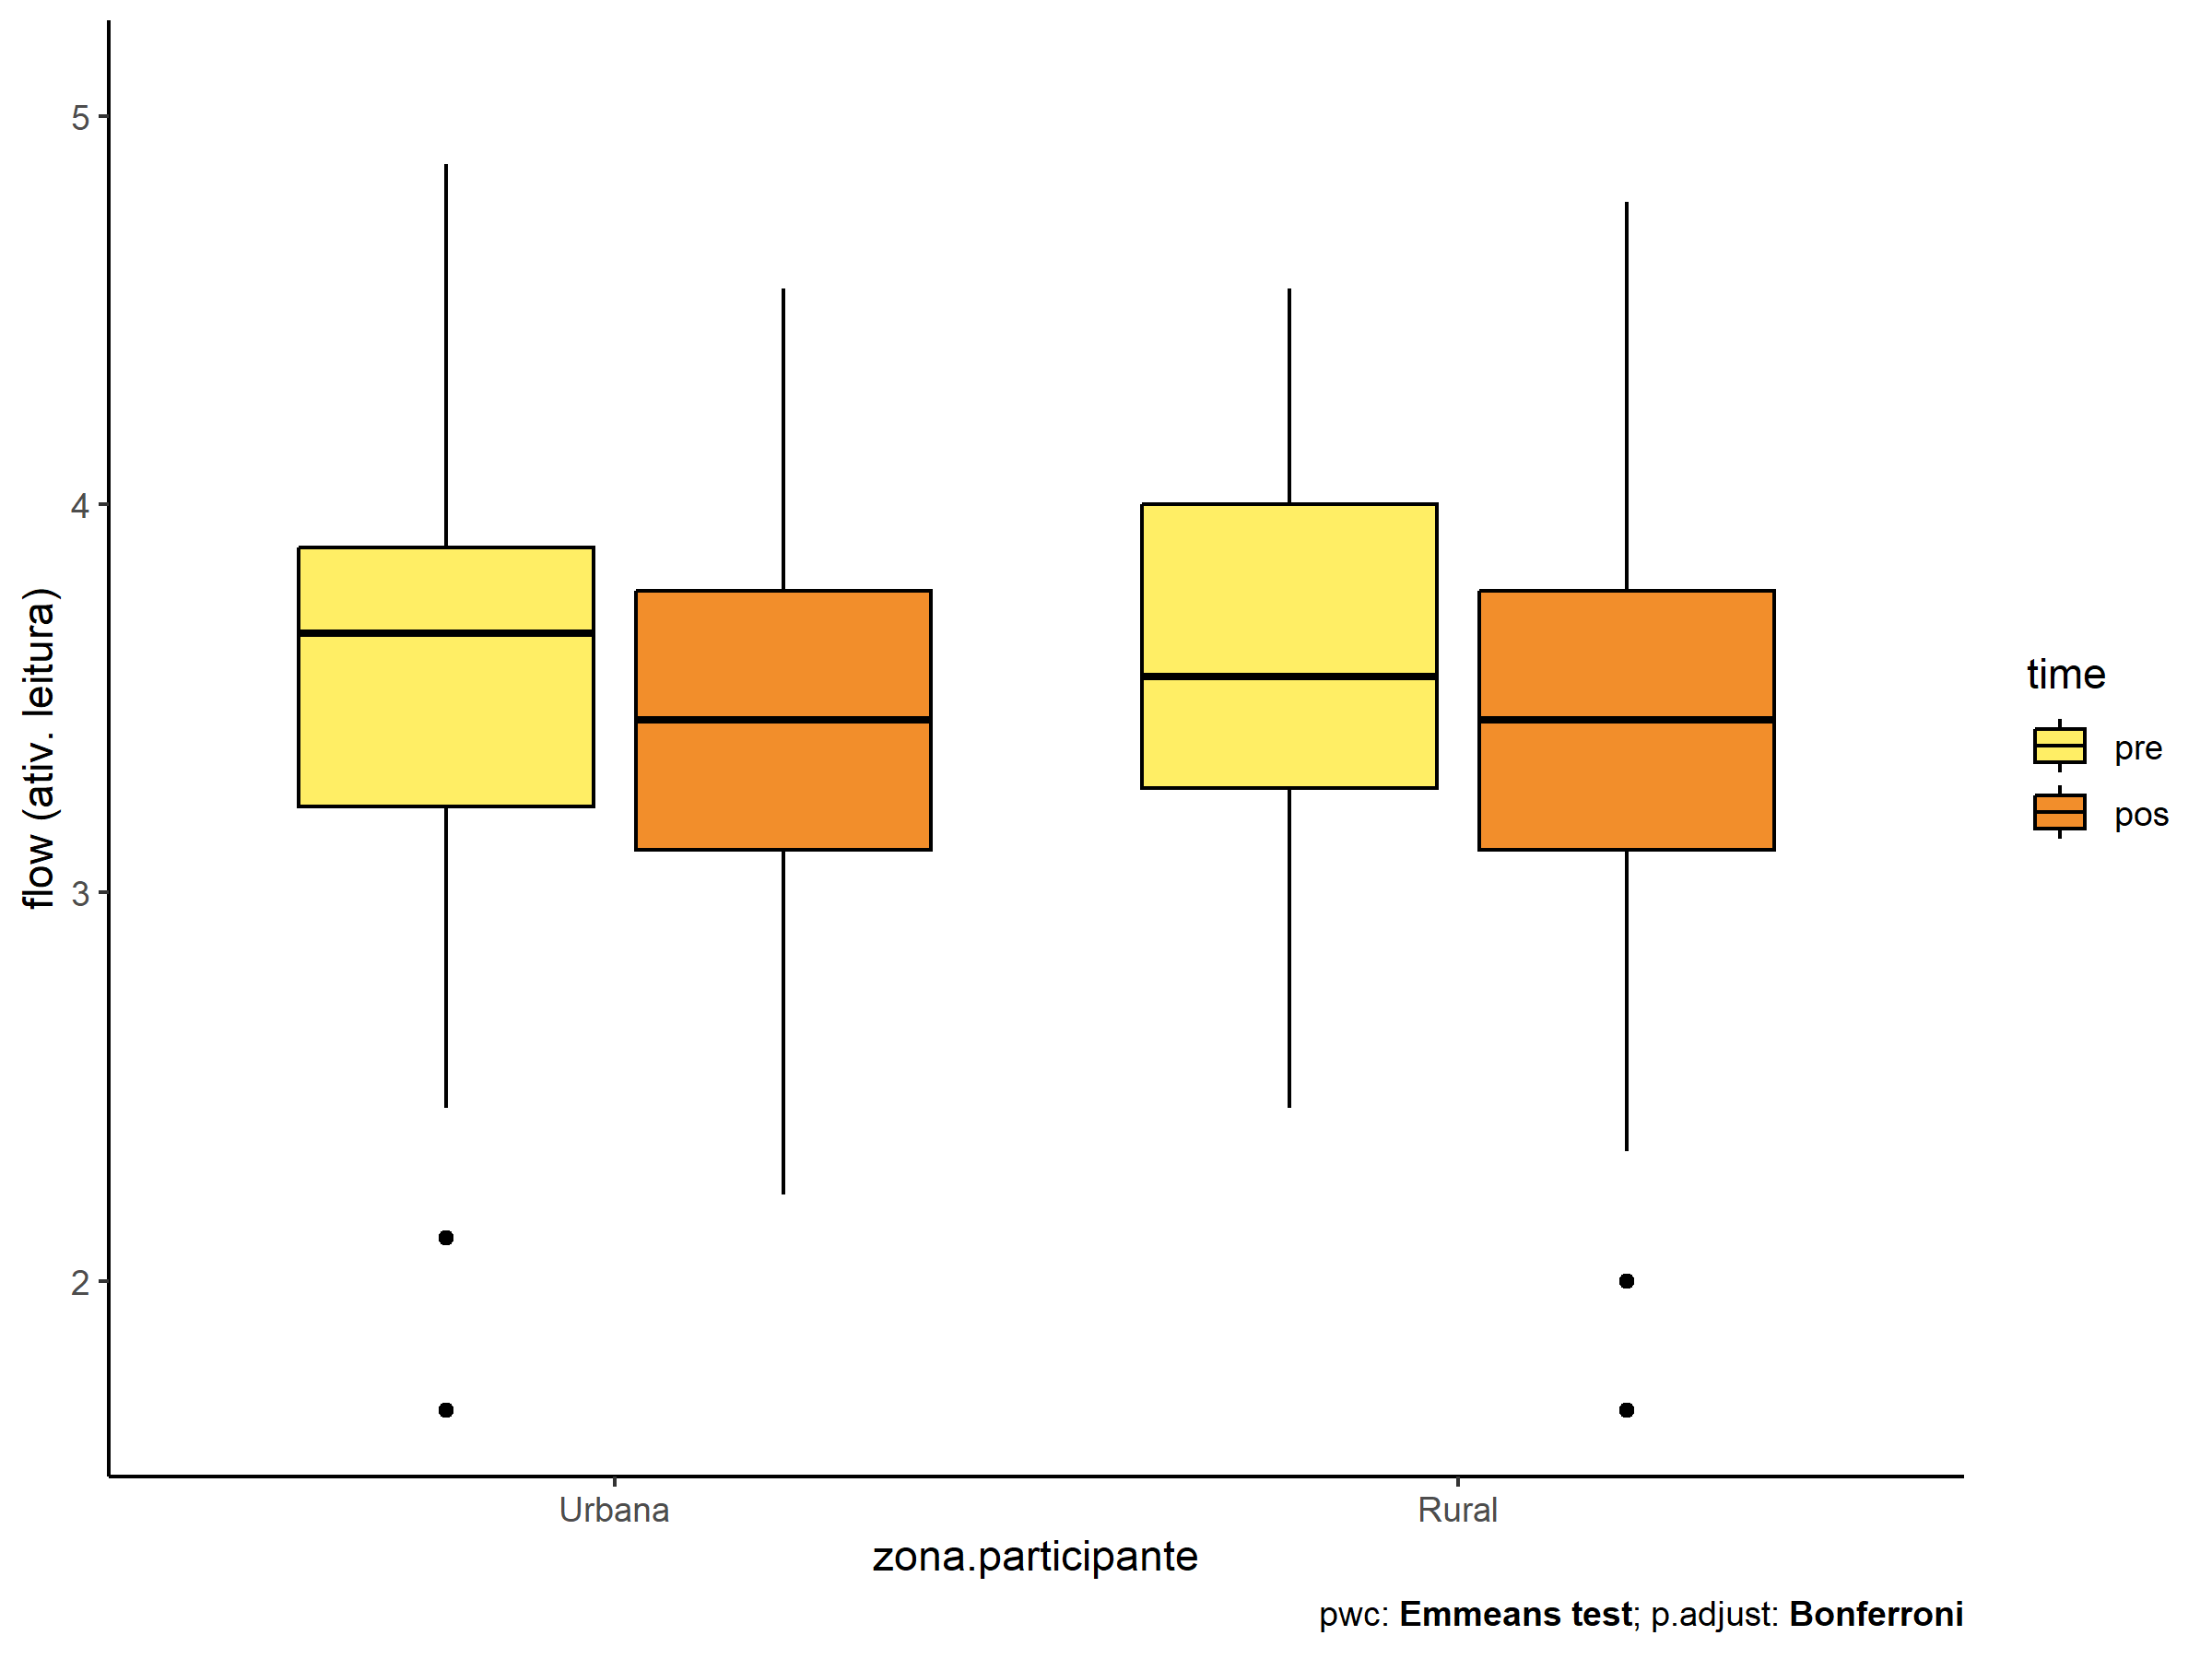 flow (ativ. leitura)
5
4
3
2
Urbana
Rural
zona.participante
time
pre
pos
pwc: Emmeans test; p.adjust: Bonferroni